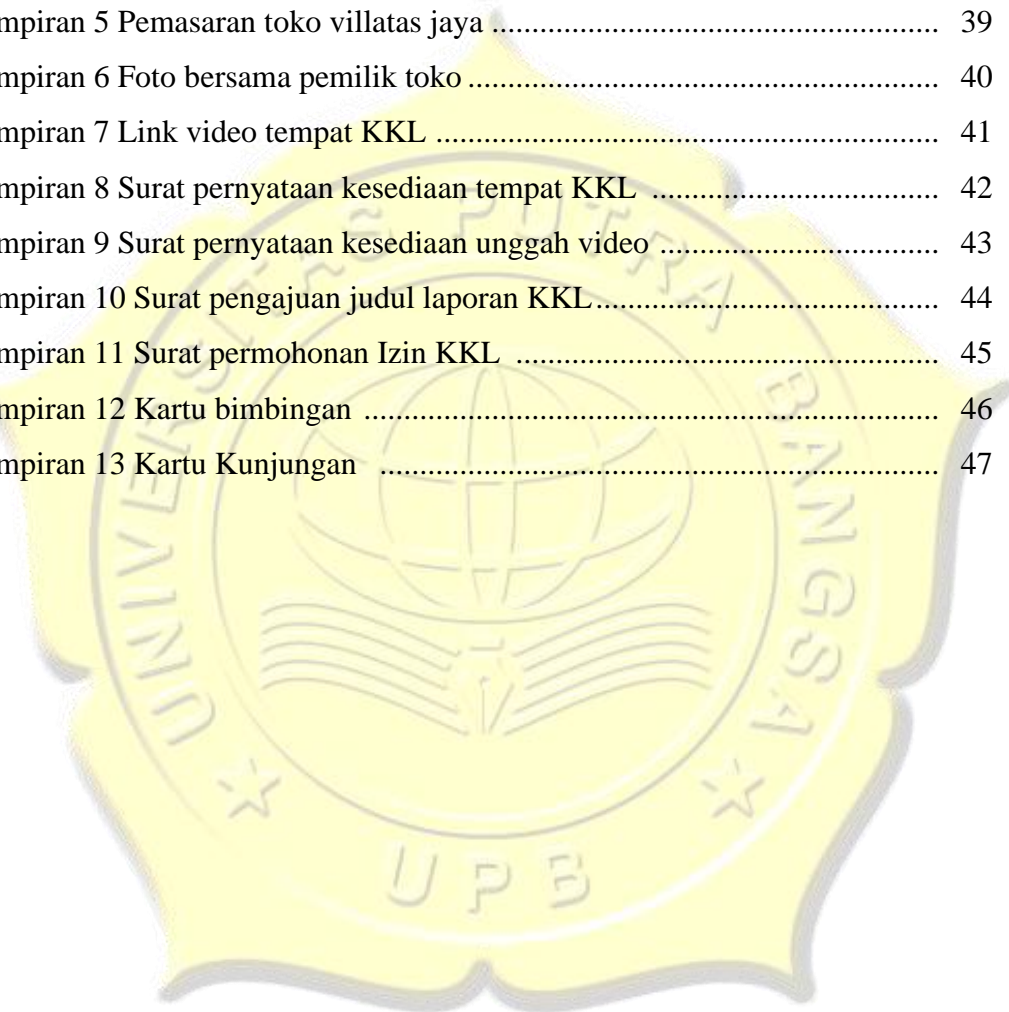 mpiran 5 Pemasaran toko villatas jaya ........................................................ 39
mpiran 6 Foto bersama pemilik toko ........................................................... 40
mpiran 7 Link video tempat KKL ............................................................... 41
mpiran 8 Surat pernyataan kesediaan tempat KKL .................................... 42
mpiran 9 Surat pernyataan kesediaan unggah video ................................... 43
mpiran 10 Surat pengajuan judul laporan KKL ........................................... 44
mpiran 11 Surat permohonan Izin KKL ..................................................... 45
mpiran 12 Kartu bimbingan ........................................................................ 46
mpiran 13 Kartu Kunjungan ...................................................................... 47
UNIVERSITAS PUTRA BANGSA
UPB